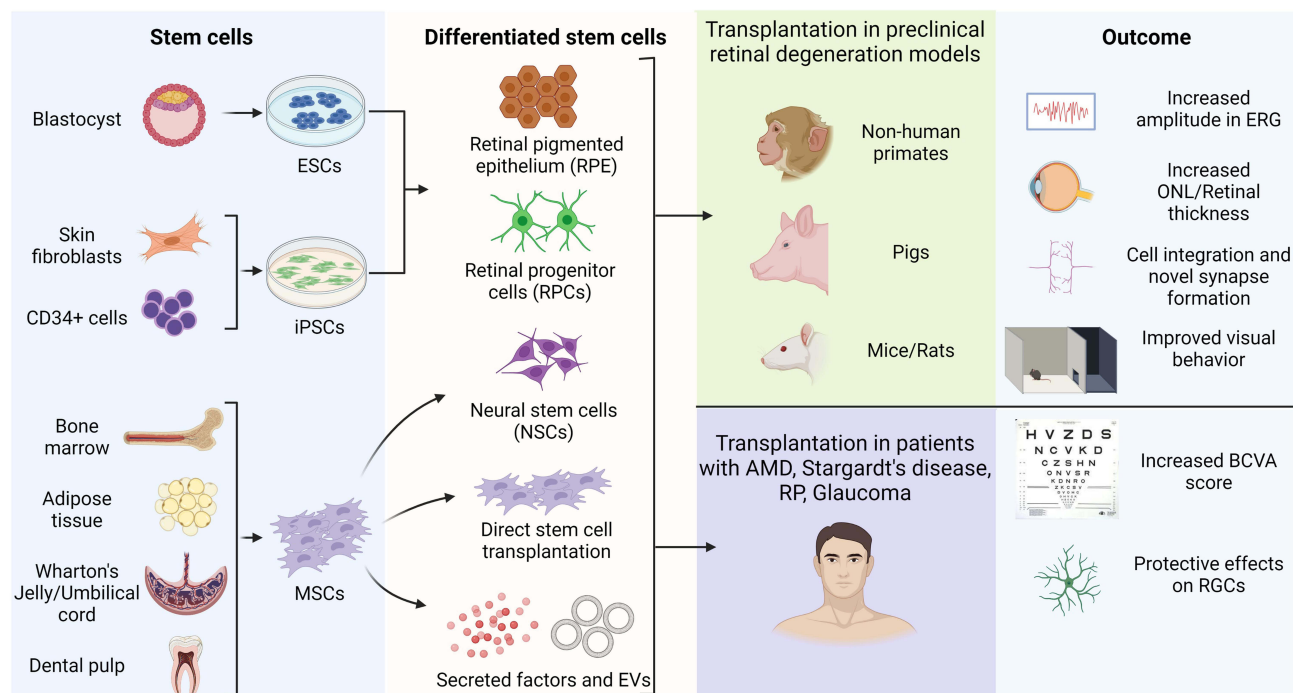 Stem cells
Blastocyst
ESCs
Skin
fibroblasts
CD34+ cells
iPSCs
Bone
marrow
Adipose
tissue
Wharton's
Jelly/Umbilical
cord
Dental pulp
MSCs
Differentiated stem cells
Retinal pigmented
epithelium (RPE)
Retinal progenitor
cells (RPCs)
Neural stem cells
(NSCs)
Direct stem cell
transplantation
Secreted factors and EVs
Transplantation in preclinical
retinal degeneration models
Non-human
primates
Pigs
Mice/Rats
Transplantation in patients
with AMD, Stargardt's disease,
RP, Glaucoma
Outcome
Increased
amplitude in ERG
Increased
ONL/Retinal
thickness
Cell integration and
novel synapse
formation
Improved visual
behavior
H V Z D S
N C V K D
C Z S H N
O N V S R
K D N R O
Z K C S V
Increased BCVA
score
Protective effects
on RGCs